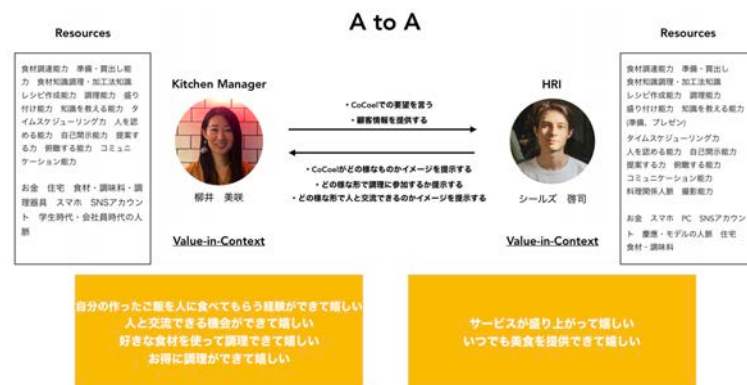 A to A
Resources
食材調達能力 準備・買出し能
力 食材知識調理・加工法知識
レシピ作成能力 調理能力 盛り
付け能力 知識を教える能力 タ
イムスケジューリング力 人を認
める能力 自己開示能力 提案す
る力 俯瞰する能力 コミュニ
ケーション能力
お金 住宅 食材・調味料・調
理器具 スマホ SNSアカウン
ト 学生時代・会社員時代の人
脈
Kitchen Manager
柳井 美咲
Value-in-Context
・CoCoelでの要望を言う
・顧客情報を提供する
・CoCoelがどの様なものかイメージを提示する
・どの様な形で調理に参加するか提示する
・どの様な形で人と交流できるのかイメージを提示する
HRI
シールズ 啓司
Value-in-Context
Resources
食材調達能力 準備・買出し
食材知識調理・加工法知識
レシピ作成能力 調理能力
盛り付け能力 知識を教える能力
(準備、プレゼン)
タイムスケジューリング力
人を認める能力 自己開示能力
提案する力 俯瞰する能力
コミュニケーション能力
料理関係人脈 撮影能力
お金 スマホ PC SNSアカウン
ト 慶應・モデルの人脈 住宅
食材・調味料
自分の作ったご飯を人に食べてもらう経験ができて嬉しい
人と交流できる機会ができて嬉しい
好きな食材を使って調理できて嬉しい
お得に調理ができて嬉しい
サービスが盛り上がって嬉しい
いつでも美食を提供できて嬉しい